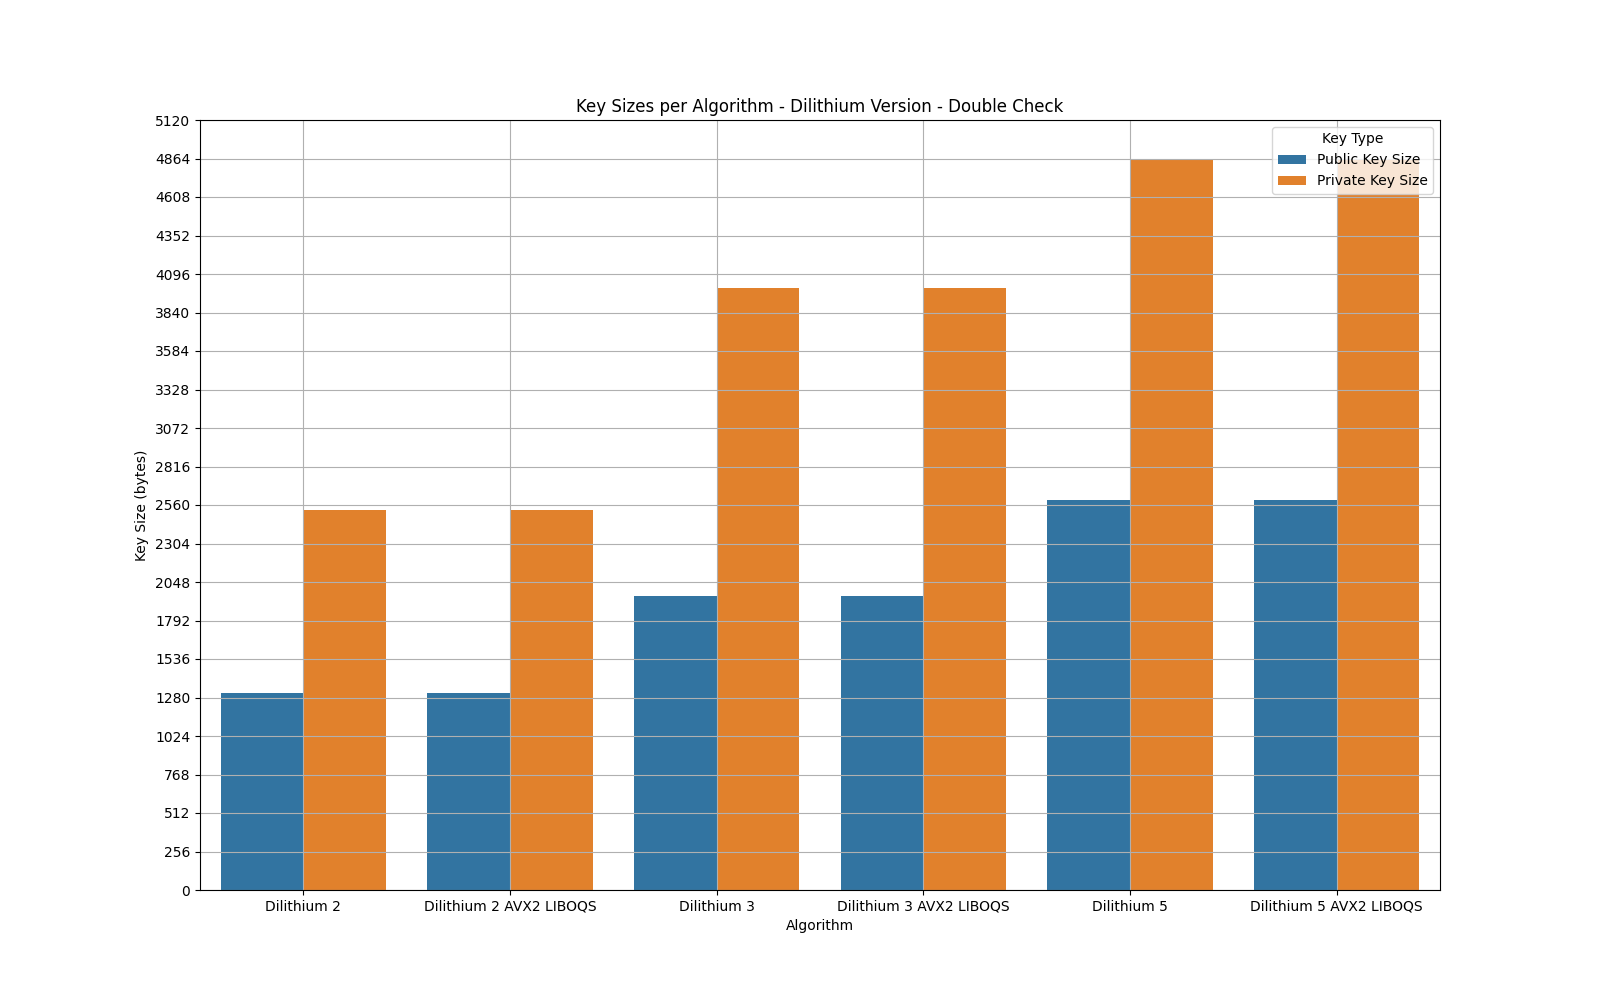 Key Sizes per Algorithm - Dilithium Version - Double Check
Key Type
Public Key Size
Private Key Size
Key Size (bytes)
5120
4864
4608
4352
4096
3840
3584
3328
3072
2816
2560
2304
2048
1792
1536
1280
1024
768
512
256
0
Dilithium 2
Dilithium 2 AVX2 LIBOQS
Dilithium 3
Dilithium 3 AVX2 LIBOQS
Dilithium 5
Dilithium 5 AVX2 LIBOQS
Algorithm